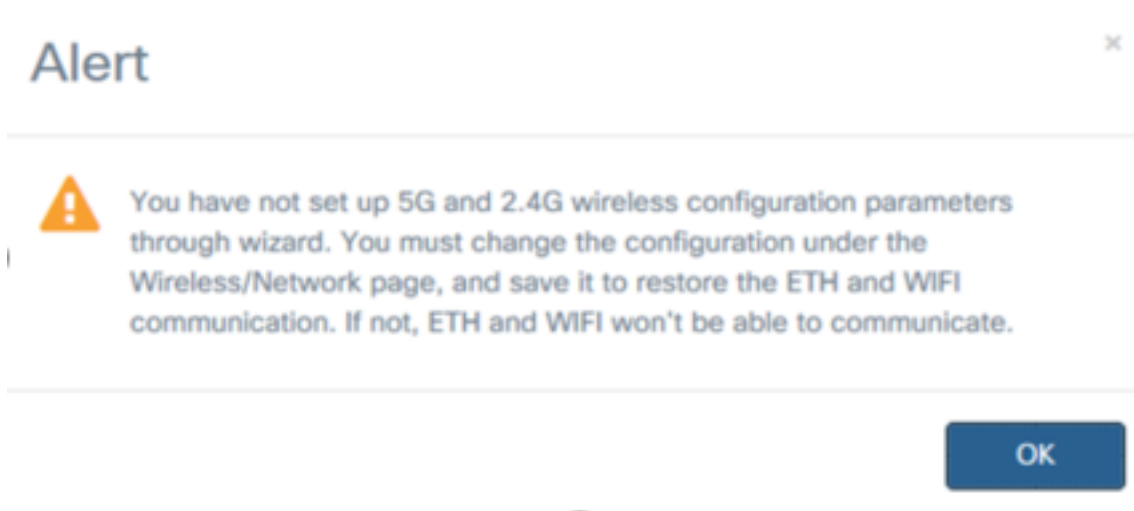 Alert
×
You have not set up 5G and 2.4G wireless configuration parameters
through wizard. You must change the configuration under the
Wireless/Network page, and save it to restore the ETH and WIFI
communication. If not, ETH and WIFI won't be able to communicate.
OK